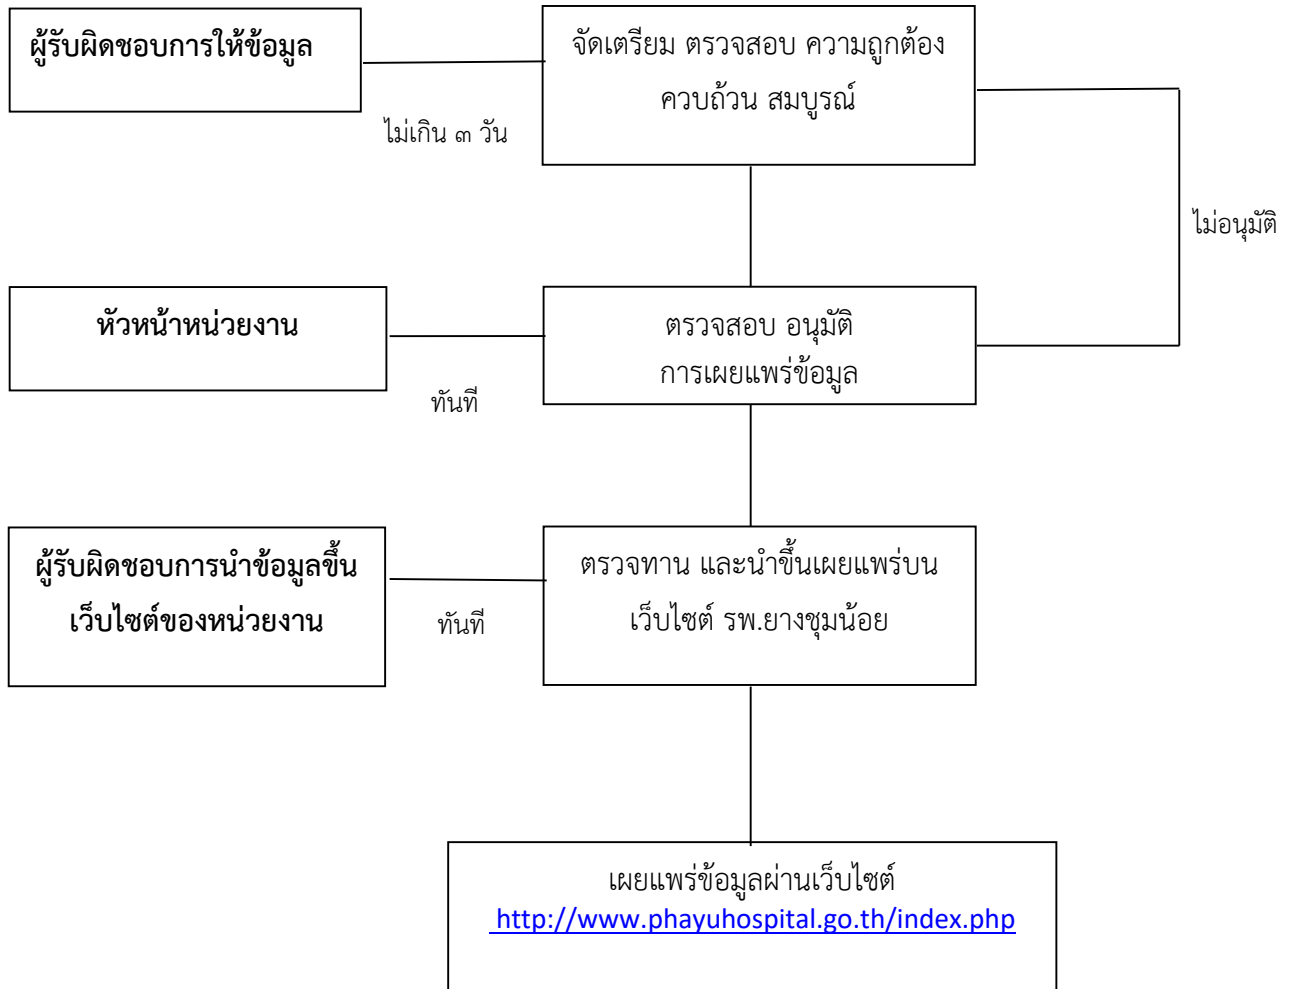 ผู้รับผิดชอบการให้ข้อมูล
จัดเตรียม ตรวจสอบ ความถูกต้อง
ควบถ้วน สมบูรณ์
ไม่เกิน ๓ วัน
ไม่อนุมัติ
หัวหน้าหน่วยงาน
ตรวจสอบ อนุมัติ
การเผยแพร่ข้อมูล
ทันที
ผู้รับผิดชอบการนำข้อมูลขึ้น
เว็บไซต์ของหน่วยงาน
ตรวจทาน และนำขึ้นเผยแพร่บน
เว็บไซต์ รพ.ยางชุมน้อย
ทันที
เผยแพร่ข้อมูลผ่านเว็บไซต์
http://www.phayuhospital.go.th/index.php